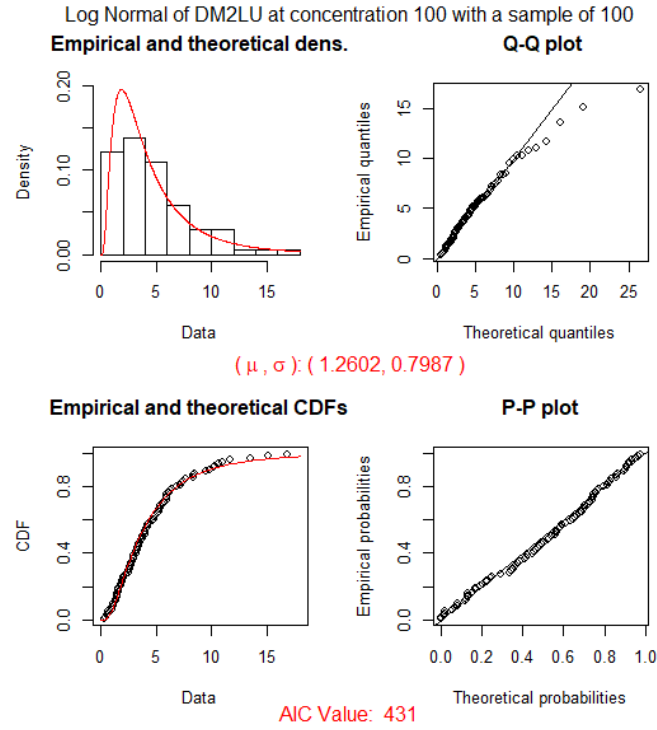 Log Normal of DM2LU at concentration 100 with a sample of 100
Empirical and theoretical dens.
Density
0.00 0.10 0.20
0 5 10 15
Data
Q-Q plot
Empirical quantiles
0 5 10 15
0 5 10 15 20 25
Theoretical quantiles
( μ , σ ): ( 1.2602, 0.7987 )
Empirical and theoretical CDFs
CDF
0.0 0.4 0.8
0 5 10 15
Data
P-P plot
Empirical probabilities
0.0 0.4 0.8
0.0 0.2 0.4 0.6 0.8 1.0
Theoretical probabilities
AIC Value: 431